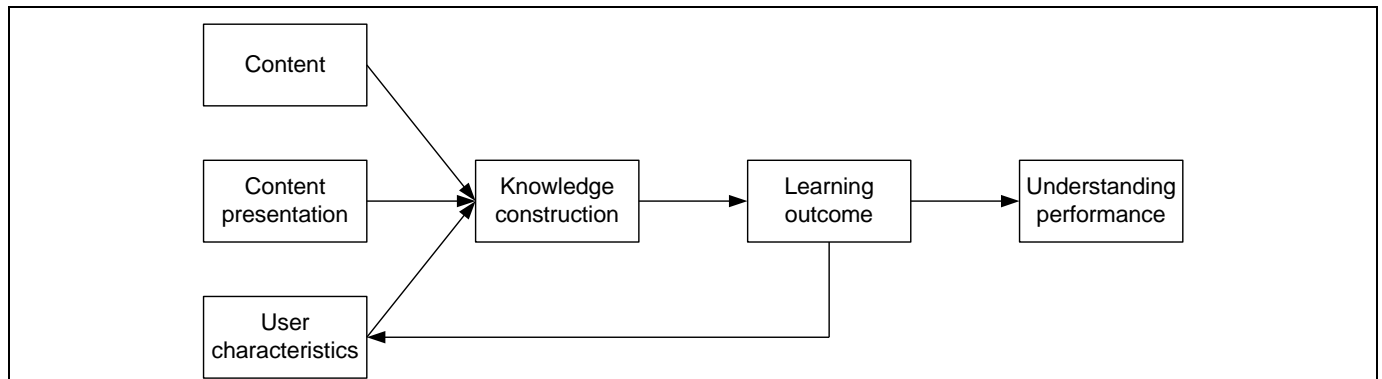 Content
Content
presentation
User
characteristics
Knowledge
construction
Learning
outcome
Understanding
performance